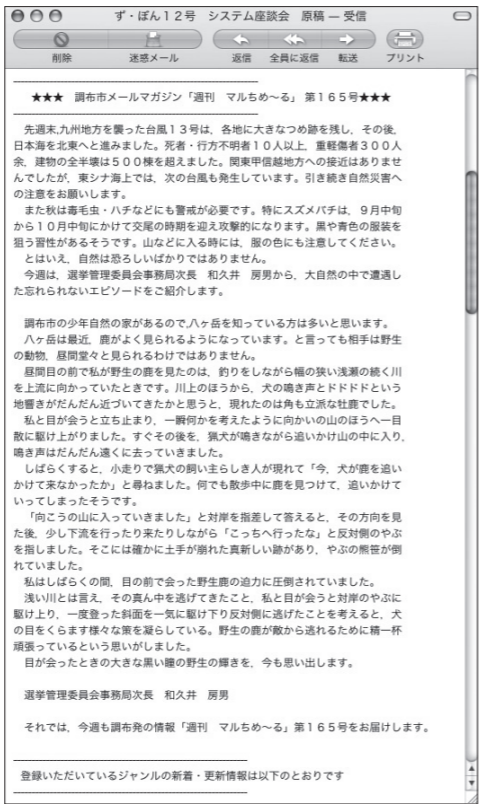 ず・ぼん１２号　システム座談会　原稿 — 受信
削除　迷惑メール　返信　全員に返信　転送　プリント
★★★　調布市メールマガジン「週刊　マルちめ〜る」第１６５号★★★
　先週末,九州地方を襲った台風１３号は，各地に大きなつめ跡を残し，その後,
日本海を北東へと進みました。死者・行方不明者１０人以上，重軽傷者３００人
余，建物の全半壊は５００棟を超えました。関東甲信越地方への接近はありませ
んでしたが，東シナ海上では，次の台風も発生しています。引き続き自然災害へ
の注意をお願いします。
　また秋は毒毛虫・ハチなどにも警戒が必要です。特にスズメバチは，９月中旬
から１０月中旬にかけて交尾の時期を迎え攻撃的になります。黒や青色の服装を
狙う習性があるそうです。山などに入る時には，服の色にも注意してください。
　とはいえ，自然は恐ろしいばかりではありません。
　今週は，選挙管理委員会事務局次長　和久井　房男から，大自然の中で遭遇し
た忘れられないエピソードをご紹介します。
　調布市の少年自然の家があるので,八ヶ岳を知っている方は多いと思います。
　八ヶ岳は最近，鹿がよく見られるようになっています。と言っても相手は野生
の動物，昼間堂々と見られるわけではありません。
　昼間目の前で私が野生の鹿を見たのは，釣りをしながら幅の狭い浅瀬の続く川
を上流に向かっていたときです。川上のほうから，犬の鳴き声とドドドドという
地響きがだんだん近づいてきたかと思うと，現れたのは角も立派な牡鹿でした。
　私と目が会うと立ち止まり，一瞬何かを考えたように向かいの山のほうへ一目
散に駆け上がりました。すぐその後を，猟犬が鳴きながら追いかけ山の中に入り,
鳴き声はだんだん遠くに去っていきました。
　しばらくすると，小走りで猟犬の飼い主らしき人が現れて「今，犬が鹿を追い
かけて来なかったか」と尋ねました。何でも散歩中に鹿を見つけて，追いかけて
いってしまったそうです。
　「向こうの山に入っていきました」と対岸を指差して答えると，その方向を見
た後，少し下流を行ったり来たりしながら「こっちへ行ったな」と反対側のやぶ
を指しました。そこには確かに土手が崩れた真新しい跡があり，やぶの熊笹が倒
れていました。
　私はしばらくの間，目の前で会った野生鹿の迫力に圧倒されていました。
　浅い川とは言え，その真ん中を逃げてきたこと，私と目が会うと対岸のやぶに
駆け上り，一度登った斜面を一気に駆け下り反対側に逃げたことを考えると，犬
の目をくらます様々な策を凝らしている。野生の鹿が敵から逃れるために精一杯
頑張っているという思いがしました。
　目が会ったときの大きな黒い瞳の野生の輝きを，今も思い出します。
　選挙管理委員会事務局次長　和久井　房男
　それでは，今週も調布発の情報「週刊　マルちめ〜る」第１６５号をお届けします。
　登録いただいているジャンルの新着・更新情報は以下のとおりです